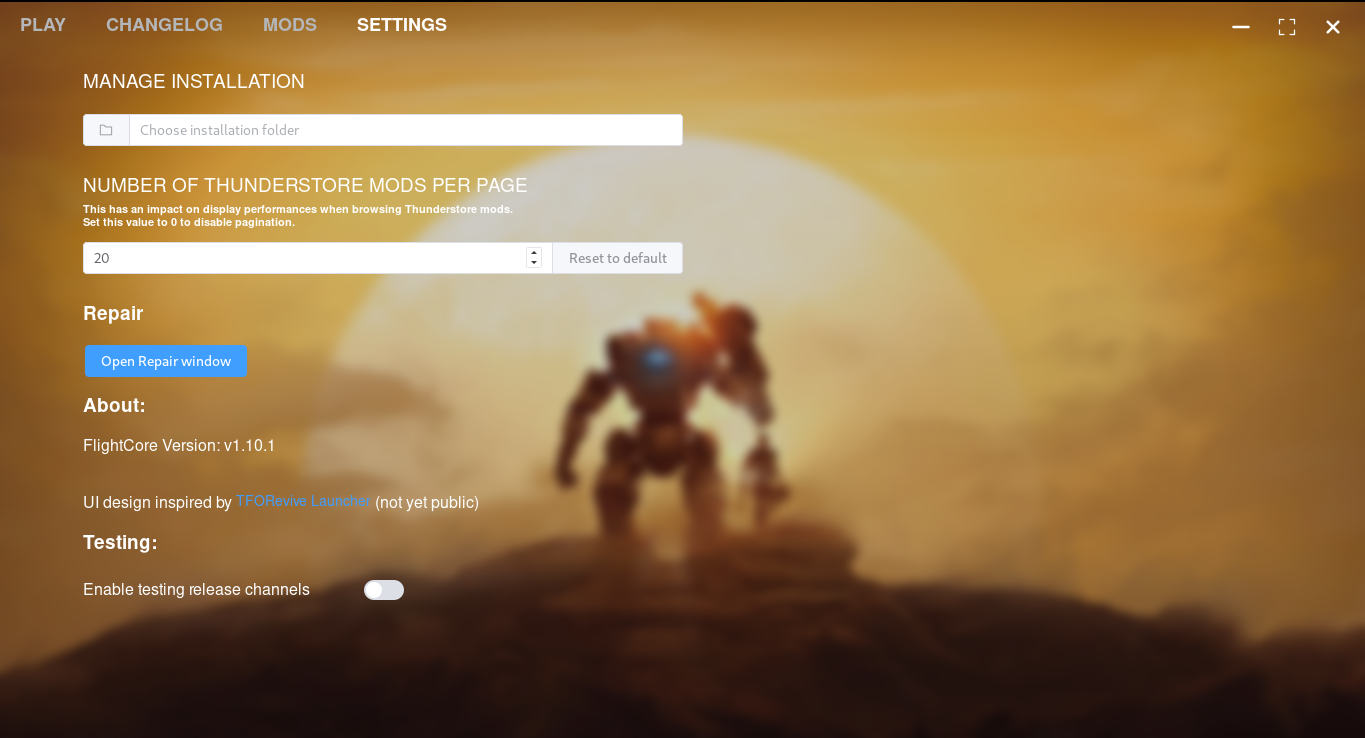 PLAY CHANGELOG MODS SETTINGS
MANAGE INSTALLATION
Choose installation folder
NUMBER OF THUNDERSTORE MODS PER PAGE
This has an impact on display performances when browsing Thunderstore mods.
Set this value to 0 to disable pagination.
20 Reset to default
Repair
Open Repair window
About:
FlightCore Version: v1.10.1
UI design inspired by TFORevive Launcher (not yet public)
Testing:
Enable testing release channels